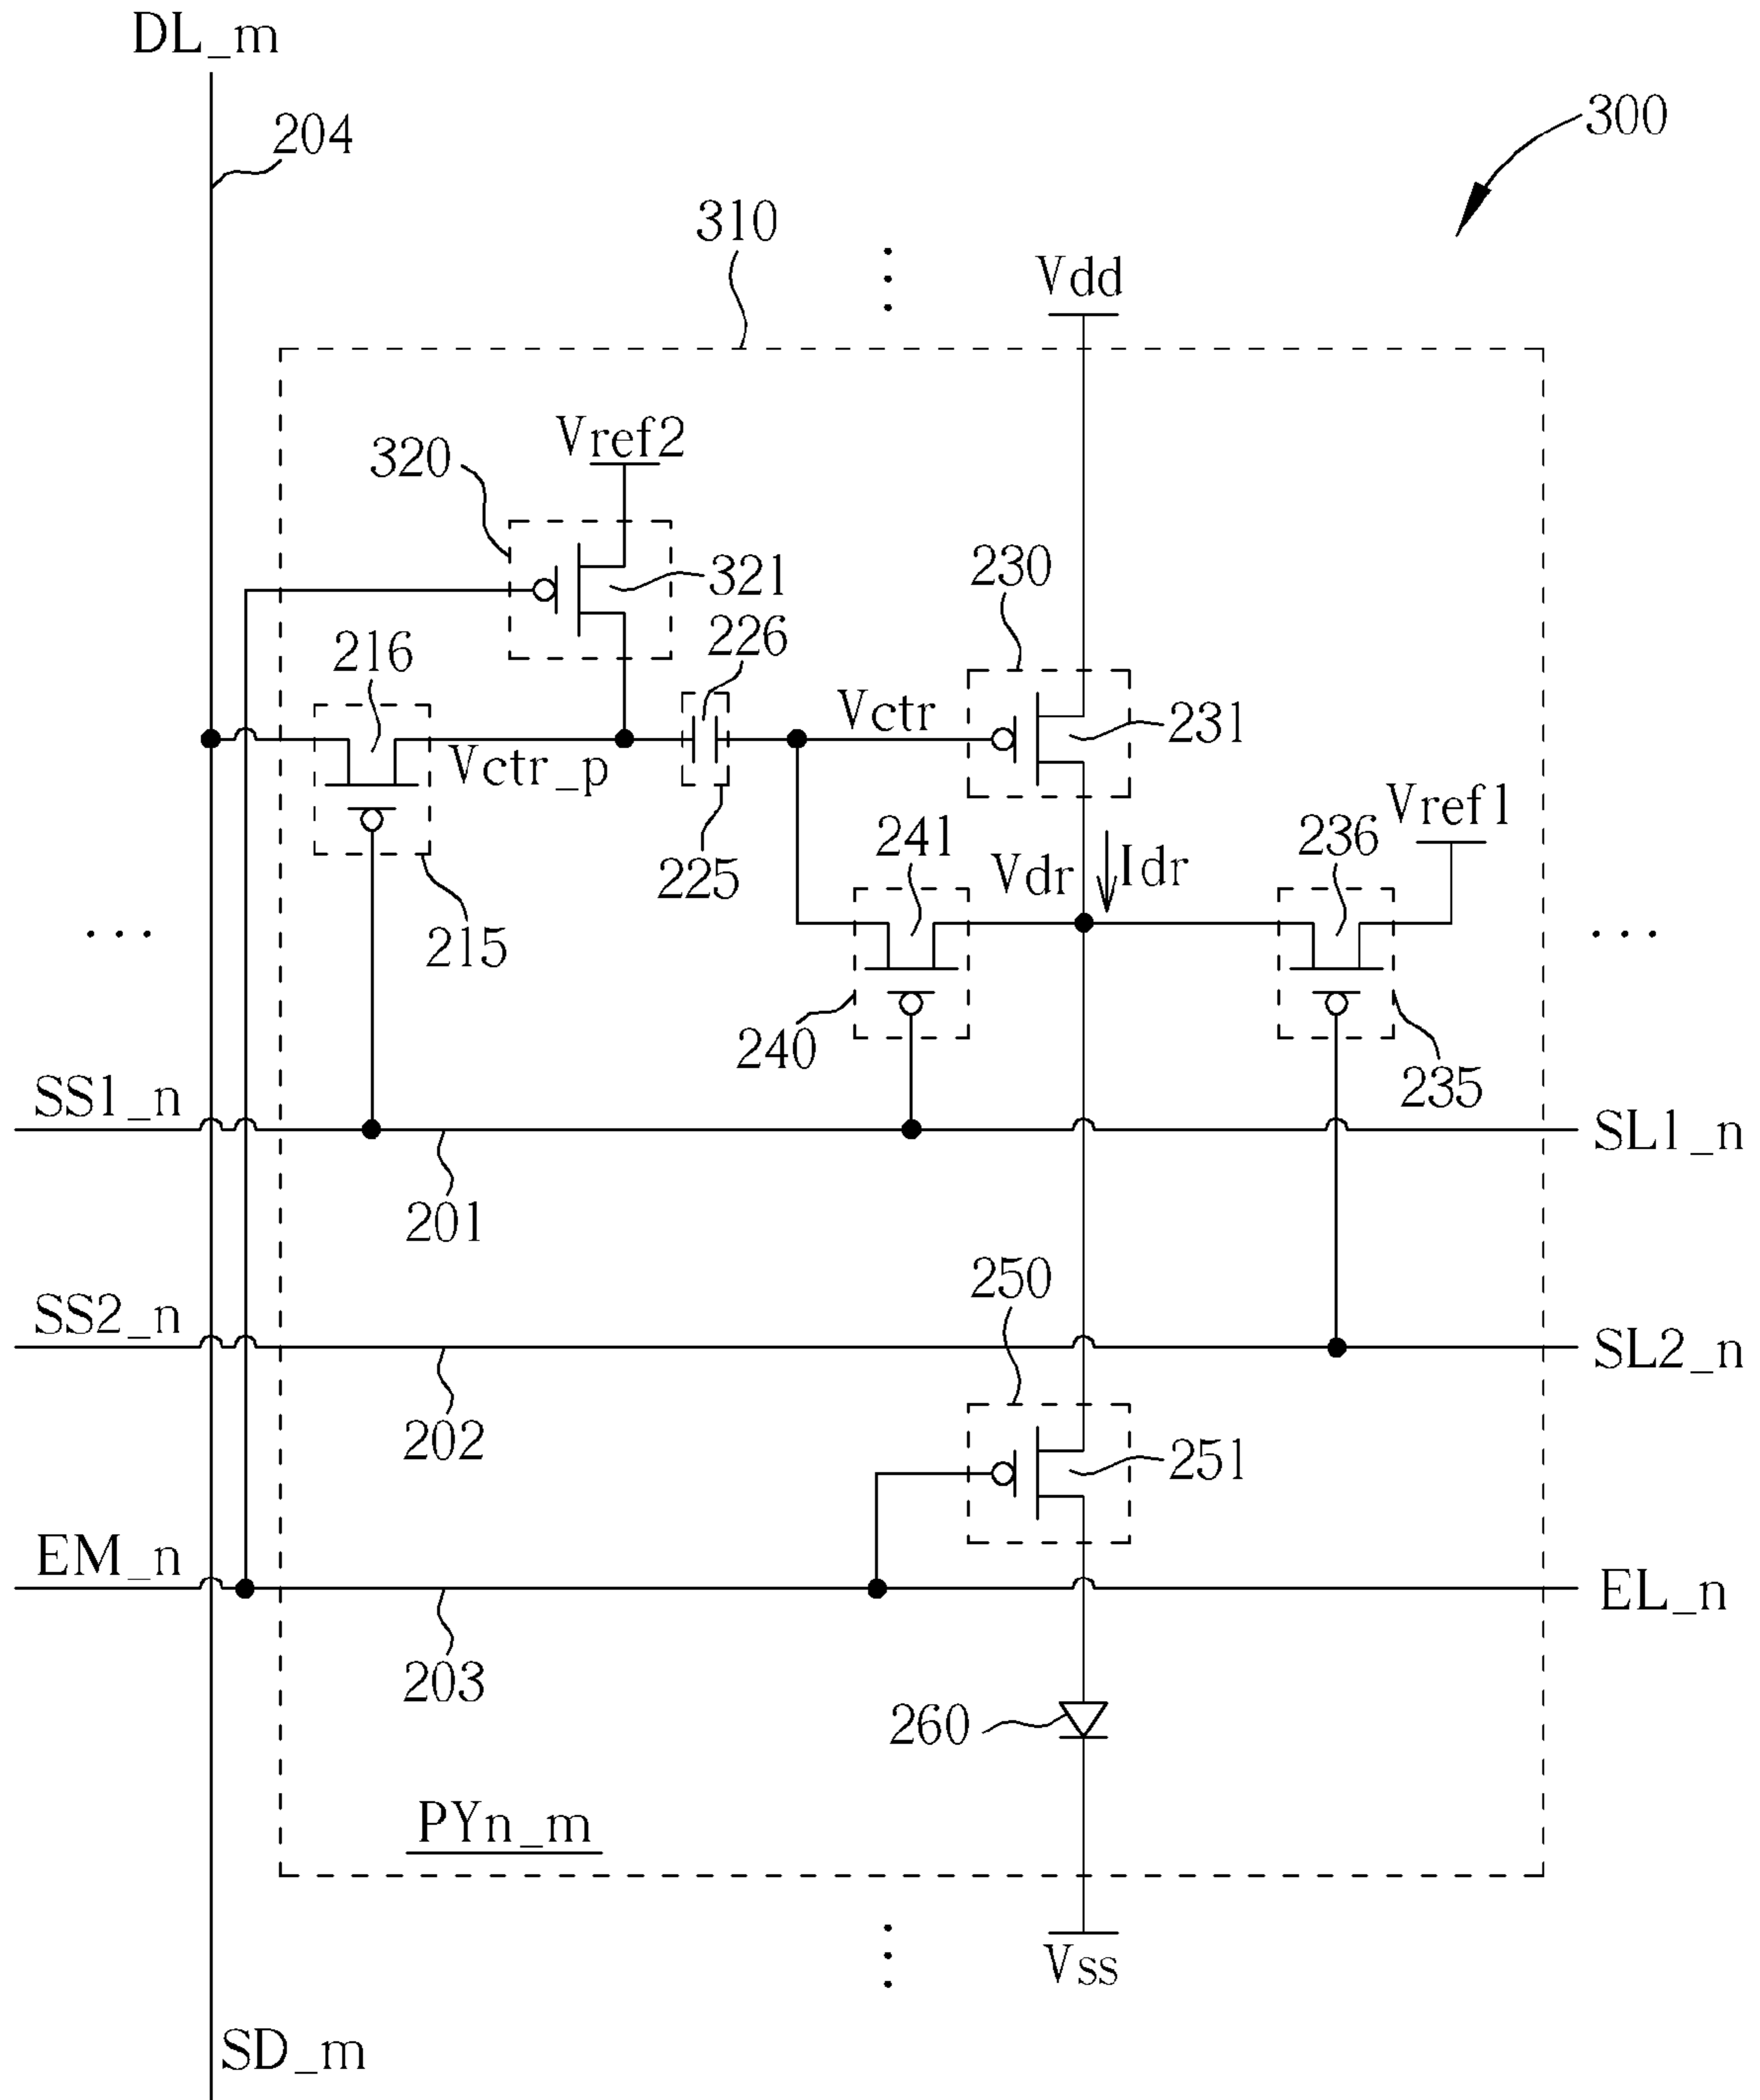 DL_m
204
300
310
Vdd
Vref2
320
321
230
226
216
Vctr
231
Vctr_p
Vref1
241
236
225
Vdr
Idr
215
240
235
SS1_n
SL1_n
201
250
SS2_n
SL2_n
202
251
EM_n
EL_n
203
260
PYn_m
Vss
SD_m